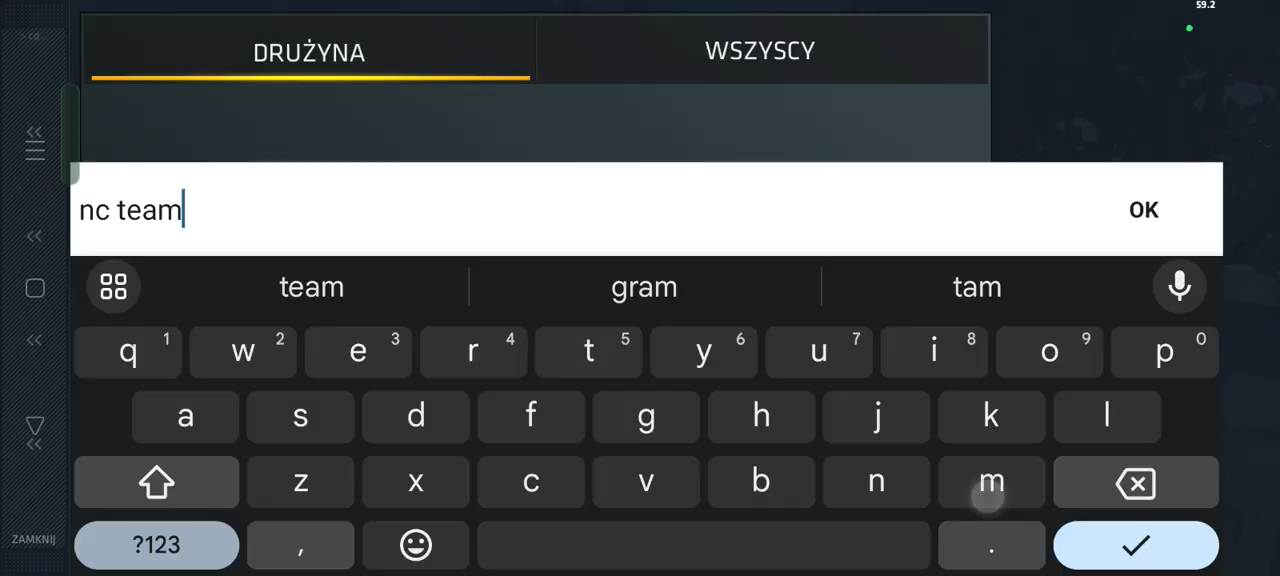 59.2
DRUŻYNA WSZYSCY
nc team OK
team gram tam
q 1 w 2 e 3 r 4 t 5 y 6 u 7 i 8 o 9 p 0
a s d f g h j k l
z x c v b n m
ZAMKNIJ ?123 , .